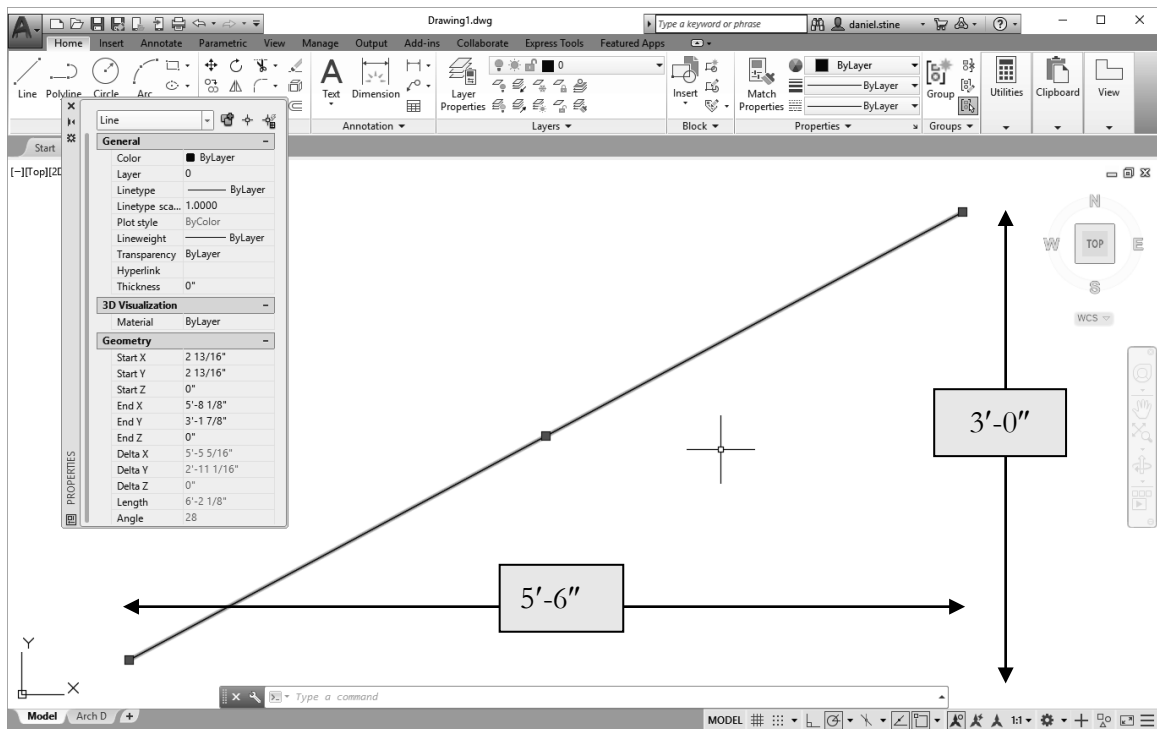 Drawing1.dwg
Type a keyword or phrase
daniel.stine
Home Insert Annotate Parametric View Manage Output Add-ins Collaborate Express Tools Featured Apps
Line Polyline Circle Arc
Text Dimension
Layer Properties
0
Insert
Match Properties
ByLayer
ByLayer
ByLayer
Group
Utilities Clipboard View
Annotation Layers Block Properties Groups
Start
[−][Top][2D
Line
General
Color ByLayer
Layer 0
Linetype ByLayer
Linetype sca... 1.0000
Plot style ByColor
Lineweight ByLayer
Transparency ByLayer
Hyperlink
Thickness 0"
3D Visualization
Material ByLayer
Geometry
Start X 2 13/16"
Start Y 2 13/16"
Start Z 0"
End X 5'-8 1/8"
End Y 3'-1 7/8"
End Z 0"
Delta X 5'-5 5/16"
Delta Y 2'-11 1/16"
Delta Z 0"
Length 6'-2 1/8"
Angle 28
PROPERTIES
N
W TOP E
S
WCS
3'-0"
5'-6"
Y
X
Type a command
Model Arch D +
MODEL 1:1